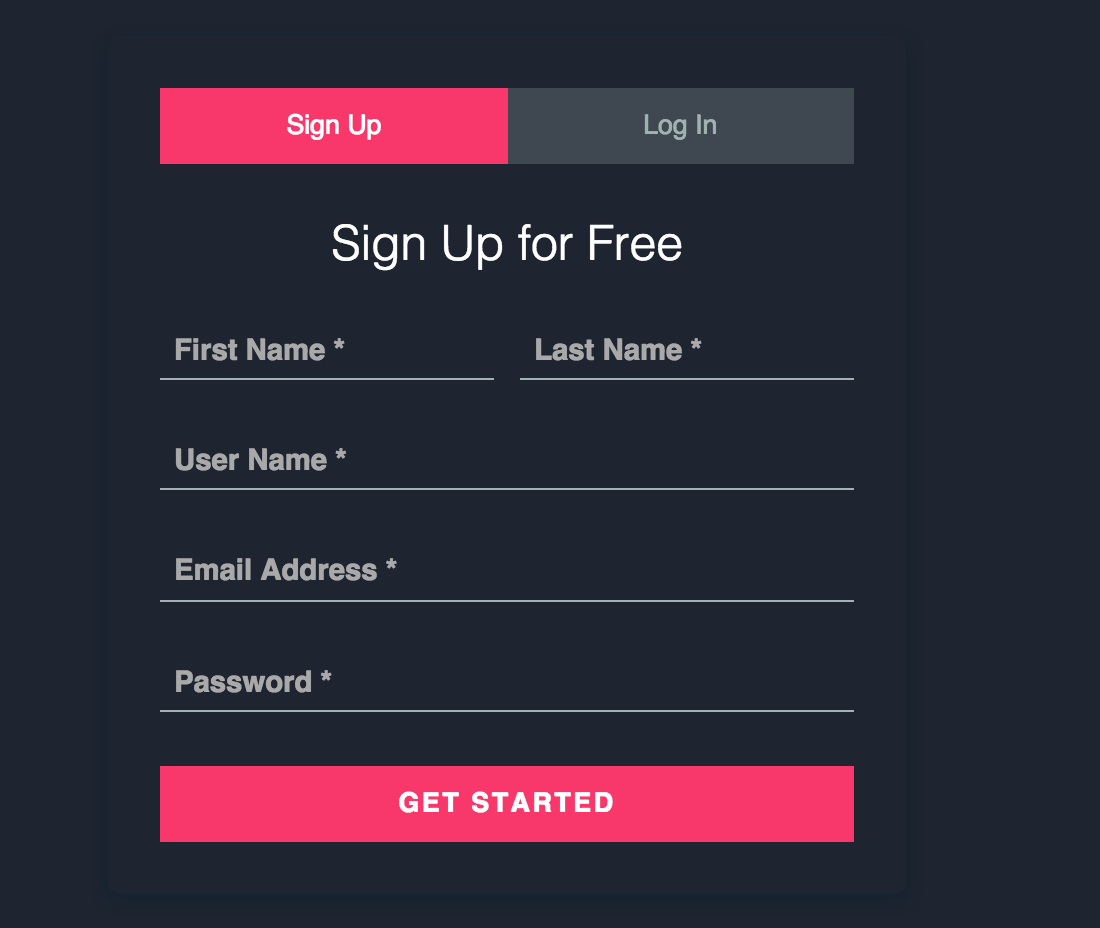 Sign Up Log In
Sign Up for Free
First Name * Last Name *
User Name *
Email Address *
Password *
GET STARTED